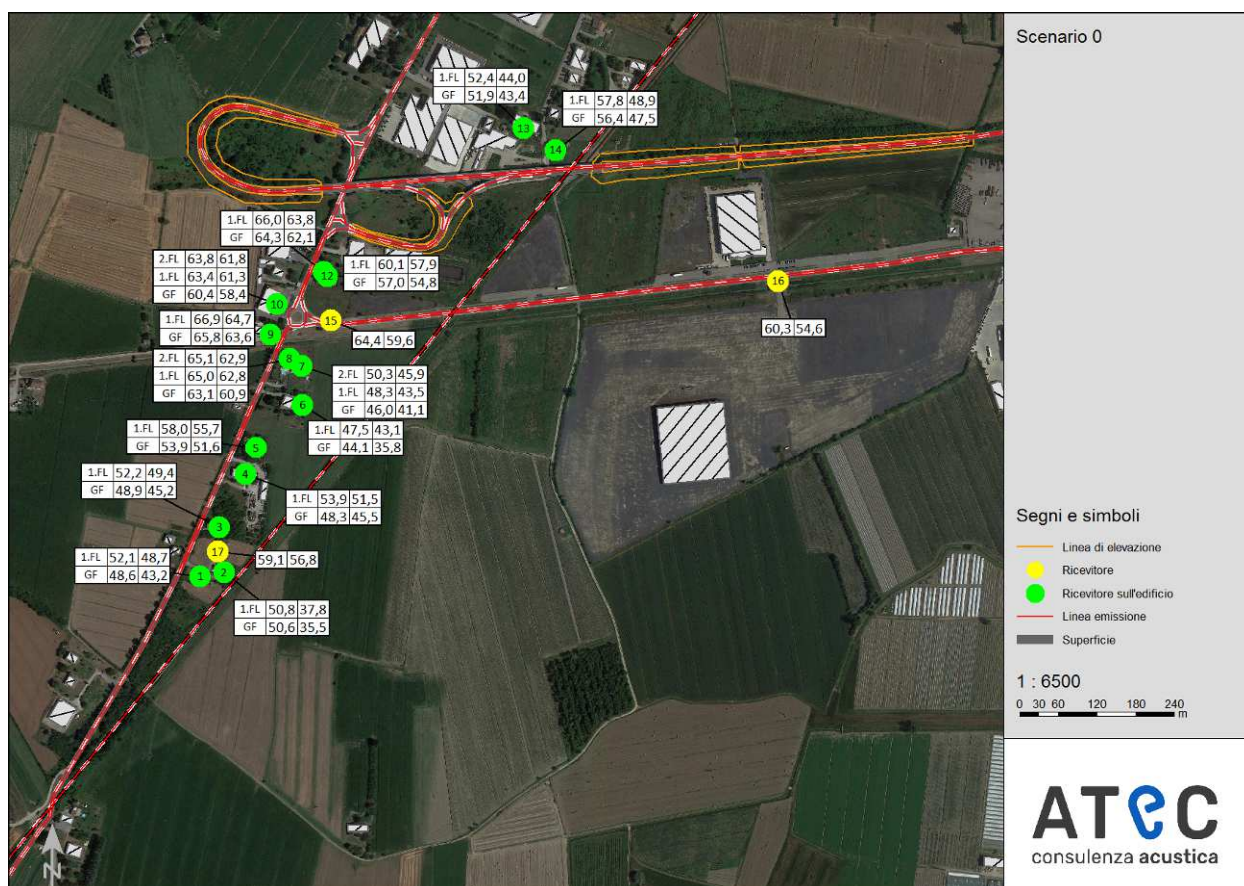 Scenario 0
1.FL 52,4 44,0
GF 51,9 43,4
1.FL 57,8 48,9
GF 56,4 47,5
13
14
1.FL 66,0 63,8
GF 64,3 62,1
2.FL 63,8 61,8
1.FL 63,4 61,3
GF 60,4 58,4
1.FL 60,1 57,9
GF 57,0 54,8
12
16
10
15
1.FL 66,9 64,7
GF 65,8 63,6
9
64,4 59,6
60,3 54,6
2.FL 65,1 62,9
1.FL 65,0 62,8
GF 63,1 60,9
8
7
2.FL 50,3 45,9
1.FL 48,3 43,5
GF 46,0 41,1
6
1.FL 58,0 55,7
GF 53,9 51,6
5
1.FL 47,5 43,1
GF 44,1 35,8
1.FL 52,2 49,4
GF 48,9 45,2
4
1.FL 53,9 51,5
GF 48,3 45,5
3
17
1.FL 52,1 48,7
GF 48,6 43,2
59,1 56,8
1
2
1.FL 50,8 37,8
GF 50,6 35,5
N
Segni e simboli
Linea di elevazione
Ricevitore
Ricevitore sull'edificio
Linea emissione
Superficie
1 : 6500
0 30 60 120 180 240
m
ATeC
consulenza acustica